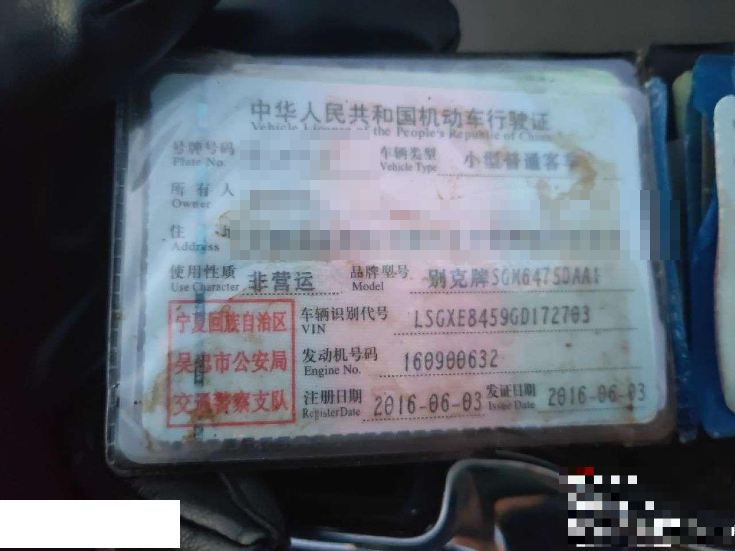 中华人民共和国机动车行驶证
Vehicle License of the People's Republic of China
号牌号码
Plate No.
车辆类型 小型普通客车
Vehicle Type
所有人
Owner
住 址
Address
使用性质 非营运 品牌型号 别克牌SGM6475DAA1
Use Character Model
宁夏回族自治区
吴忠市公安局
交通警察支队
车辆识别代号 LSGXE8459GD172703
VIN
发动机号码 160900632
Engine No.
注册日期 2016-06-03 发证日期 2016-06-03
Register Date Issue Date